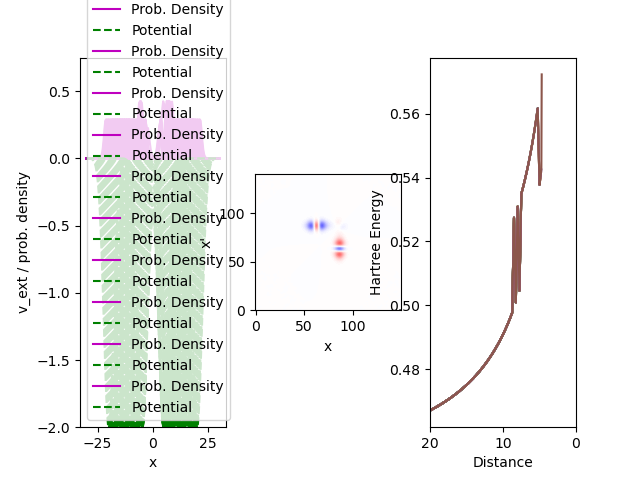 Prob. Density
Potential
Prob. Density
Potential
Prob. Density
Potential
Prob. Density
Potential
Prob. Density
Potential
Prob. Density
Potential
Prob. Density
Potential
Prob. Density
Potential
Prob. Density
Potential
Prob. Density
Potential
v_ext / prob. density
0.5
0.0
−0.5
−1.0
−1.5
−2.0
−25
0
25
x
x'
100
50
0
0
50
100
x
Hartree Energy
0.56
0.54
0.52
0.50
0.48
20
10
0
Distance